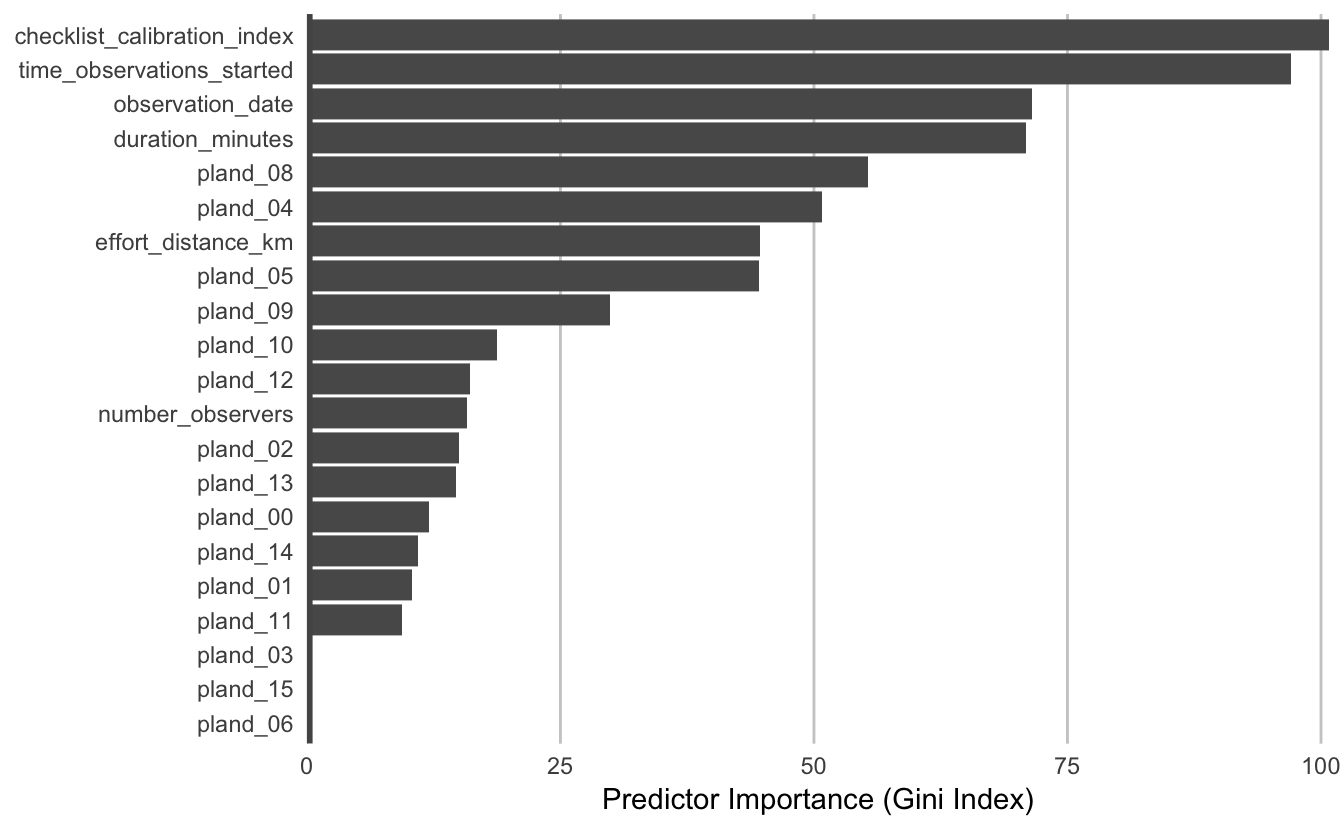 checklist_calibration_index
time_observations_started
observation_date
duration_minutes
pland_08
pland_04
effort_distance_km
pland_05
pland_09
pland_10
pland_12
number_observers
pland_02
pland_13
pland_00
pland_14
pland_01
pland_11
pland_03
pland_15
pland_06
0 25 50 75 100
Predictor Importance (Gini Index)